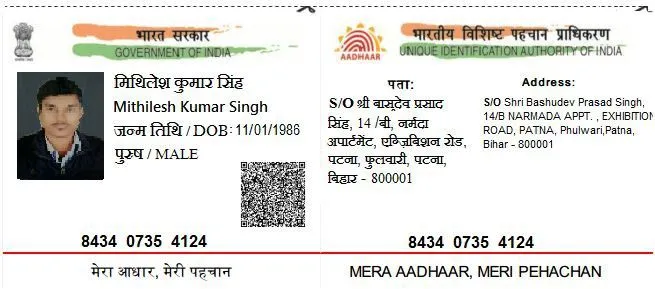 भारत सरकार
GOVERNMENT OF INDIA
मिथिलेश कुमार सिंह
Mithilesh Kumar Singh
जन्म तिथि / DOB: 11/01/1986
पुरुष / MALE
8434 0735 4124
मेरा आधार, मेरी पहचान
AADHAAR
भारतीय विशिष्ट पहचान प्राधिकरण
UNIQUE IDENTIFICATION AUTHORITY OF INDIA
पता:
S/O श्री बासुदेव प्रसाद
सिंह, 14 /बी, नर्मदा
अपार्टमेंट, एग्ज़िबिशन रोड,
पटना, फुलवारी, पटना,
बिहार - 800001
Address:
S/O Shri Bashudev Prasad Singh,
14/B NARMADA APPT. , EXHIBITION
ROAD, PATNA, Phulwari,Patna,
Bihar - 800001
8434 0735 4124
MERA AADHAAR, MERI PEHACHAN